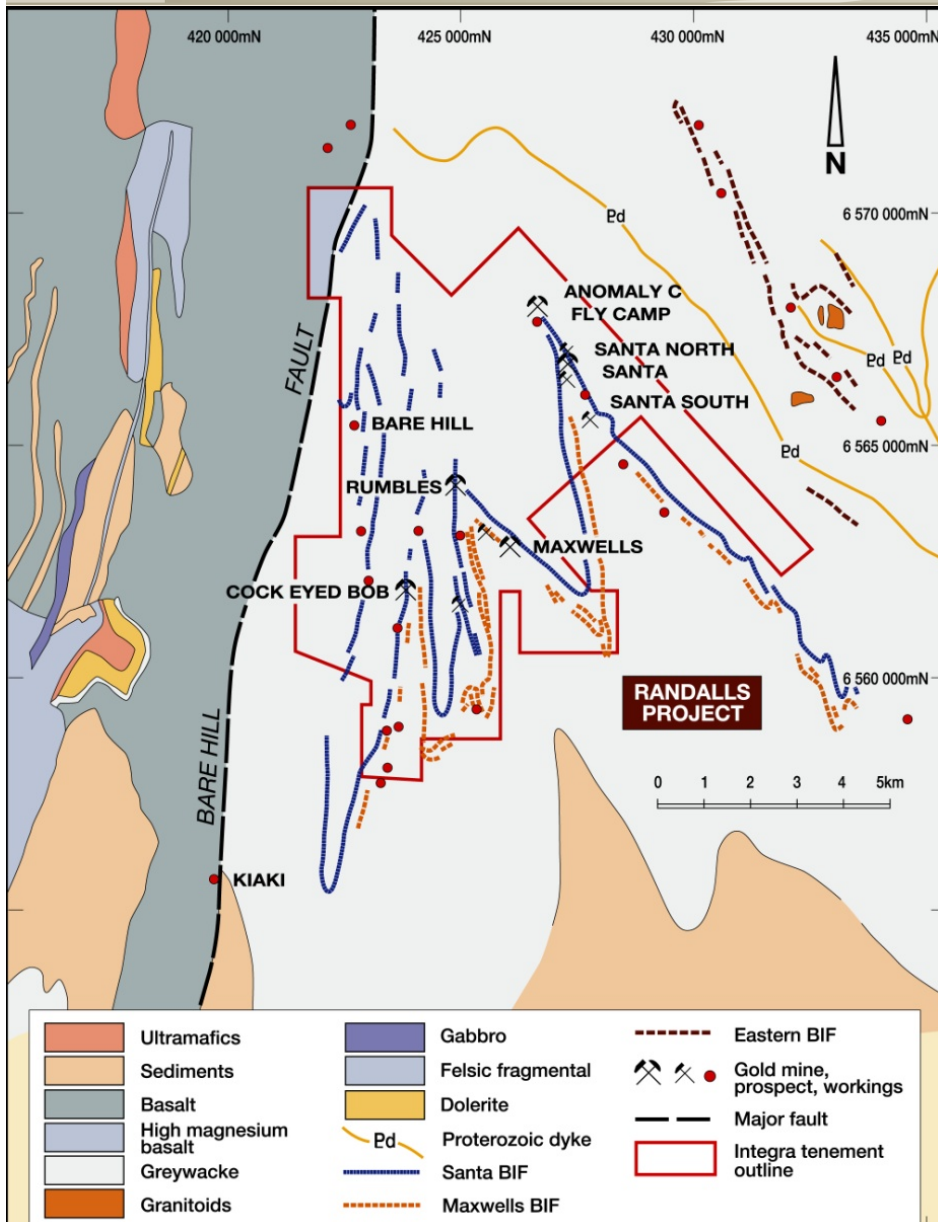 420 000mN
425 000mN
430 000mN
435 000mN
N
Pd
6 570 000mN
ANOMALY C
FLY CAMP
Pd
Pd
SANTA NORTH
SANTA
SANTA SOUTH
FAULT
BARE HILL
6 565 000mN
Pd
RUMBLES
MAXWELLS
COCK EYED BOB
6 560 000mN
RANDALLS
PROJECT
BARE HILL
0 1 2 3 4 5km
KIAKI
Ultramafics
Sediments
Basalt
High magnesium
basalt
Greywacke
Granitoids
Gabbro
Felsic fragmental
Dolerite
Pd Proterozoic dyke
Santa BIF
Maxwells BIF
Eastern BIF
Gold mine,
prospect, workings
Major fault
Integra tenement
outline